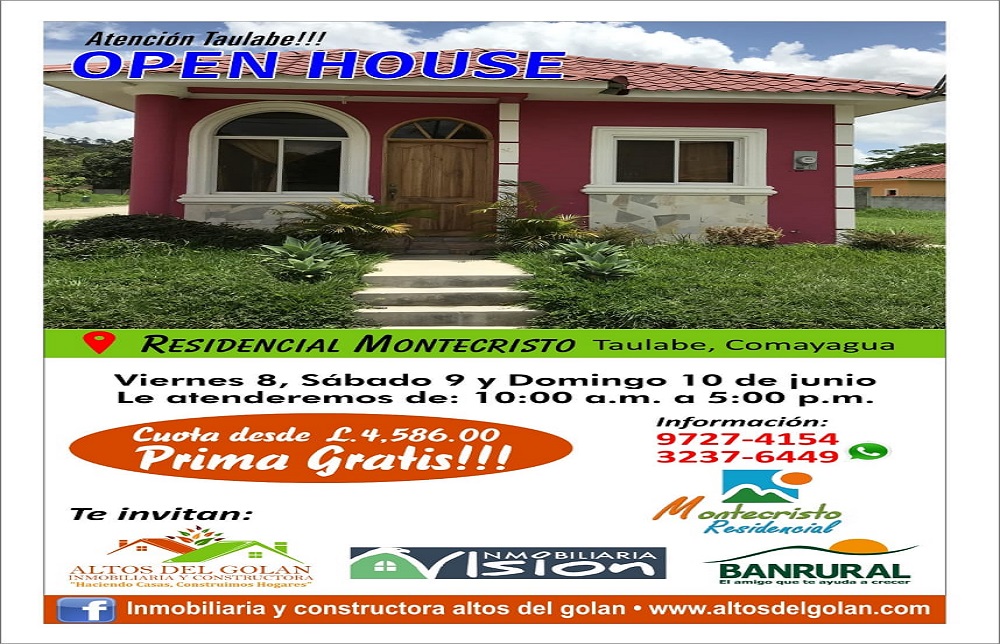 Atención Taulabe!!!
OPEN HOUSE
RESIDENCIAL MONTECRISTO Taulabe, Comayagua
Viernes 8, Sábado 9 y Domingo 10 de junio
Le atenderemos de: 10:00 a.m. a 5:00 p.m.
Cuota desde £.4,586.00
Prima Gratis!!!
Información:
9727-4154
3237-6449
Montecristo
Residencial
Te invitan:
ALTOS DEL GOLAN
INMOBILIARIA Y CONSTRUCTORA
"Haciendo Casas, Construimos Hogares"
INMOBILIARIA
Vision
BANRURAL
El amigo que te ayuda a crecer
f Inmobiliaria y constructora altos del golan • www.altosdelgolan.com